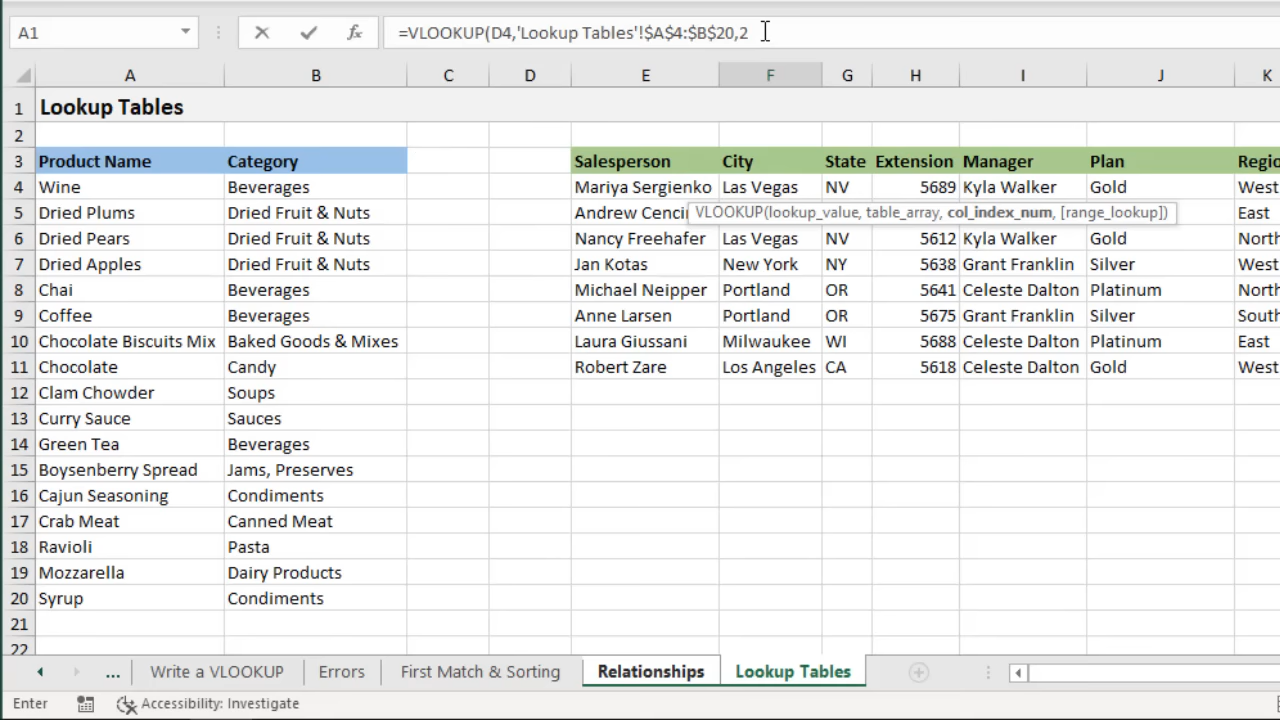 A1 =VLOOKUP(D4,'Lookup Tables'!$A$4:$B$20,2
A B C D E F G H I J K
1 Lookup Tables
2
3 Product Name Category Salesperson City State Extension Manager Plan Regio
4 Wine Beverages Mariya Sergienko Las Vegas NV 5689 Kyla Walker Gold West
5 Dried Plums Dried Fruit & Nuts Andrew Cencin VLOOKUP(lookup_value, table_array, col_index_num, [range_lookup]) East
6 Dried Pears Dried Fruit & Nuts Nancy Freehafer Las Vegas NV 5612 Kyla Walker Gold North
7 Dried Apples Dried Fruit & Nuts Jan Kotas New York NY 5638 Grant Franklin Silver West
8 Chai Beverages Michael Neipper Portland OR 5641 Celeste Dalton Platinum North
9 Coffee Beverages Anne Larsen Portland OR 5675 Grant Franklin Silver South
10 Chocolate Biscuits Mix Baked Goods & Mixes Laura Giussani Milwaukee WI 5688 Celeste Dalton Platinum East
11 Chocolate Candy Robert Zare Los Angeles CA 5618 Celeste Dalton Gold West
12 Clam Chowder Soups
13 Curry Sauce Sauces
14 Green Tea Beverages
15 Boysenberry Spread Jams, Preserves
16 Cajun Seasoning Condiments
17 Crab Meat Canned Meat
18 Ravioli Pasta
19 Mozzarella Dairy Products
20 Syrup Condiments
21
22
... Write a VLOOKUP Errors First Match & Sorting Relationships Lookup Tables
Enter Accessibility: Investigate